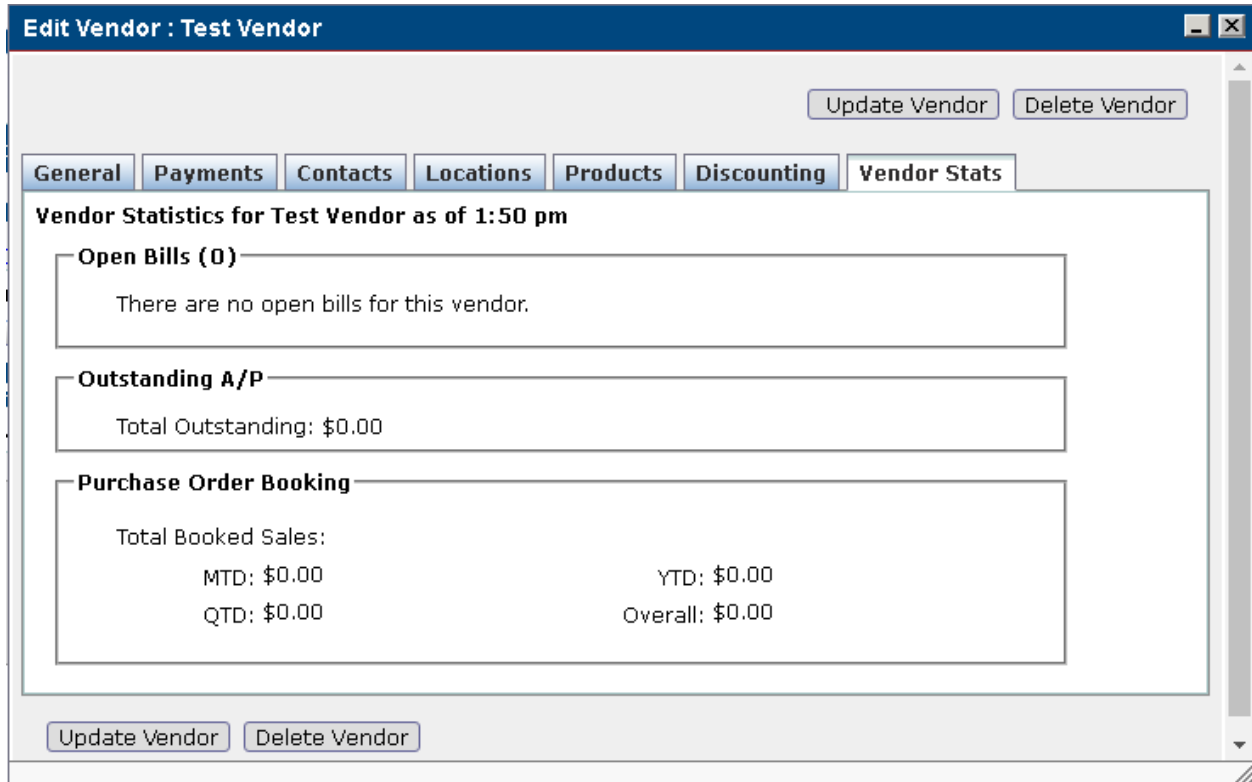 Edit Vendor : Test Vendor
Update Vendor Delete Vendor
General Payments Contacts Locations Products Discounting Vendor Stats
Vendor Statistics for Test Vendor as of 1:50 pm
Open Bills (0)
There are no open bills for this vendor.
Outstanding A/P
Total Outstanding: $0.00
Purchase Order Booking
Total Booked Sales:
MTD: $0.00 YTD: $0.00
QTD: $0.00 Overall: $0.00
Update Vendor Delete Vendor